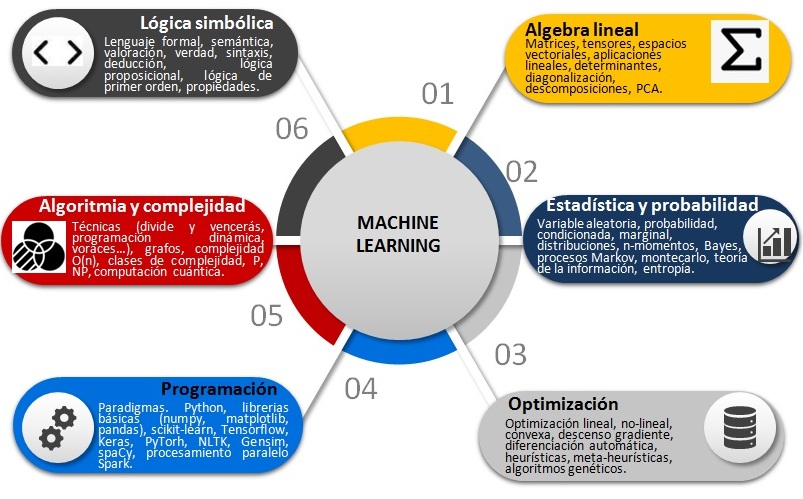 Lógica simbólica
Lenguaje formal, semántica,
valoración, verdad, sintaxis,
deducción, lógica
proposicional, lógica de
primer orden, propiedades.
Algebra lineal
Matrices, tensores, espacios
vectoriales, aplicaciones
lineales, determinantes,
diagonalización,
descomposiciones, PCA.
Σ
01
06
02
Algoritmia y complejidad
Técnicas (divide y vencerás,
programación dinámica,
voraces...), grafos, complejidad
O(n), clases de complejidad, P,
NP, computación cuántica.
MACHINE
LEARNING
Estadística y probabilidad
Variable aleatoria, probabilidad,
condicionada, marginal,
distribuciones, n-momentos, Bayes,
procesos Markov, montecarlo, teoría
de la información, entropía.
05
03
04
Programación
Paradigmas. Python, librerias
básicas (numpy, matplotlib,
pandas), scikit-learn, Tensorflow,
Keras, PyTorh, NLTK, Gensim,
spaCy, procesamiento paralelo
Spark.
Optimización
Optimización lineal, no-lineal,
convexa, descenso gradiente,
diferenciación automática,
heurísticas, meta-heurísticas,
algoritmos genéticos.